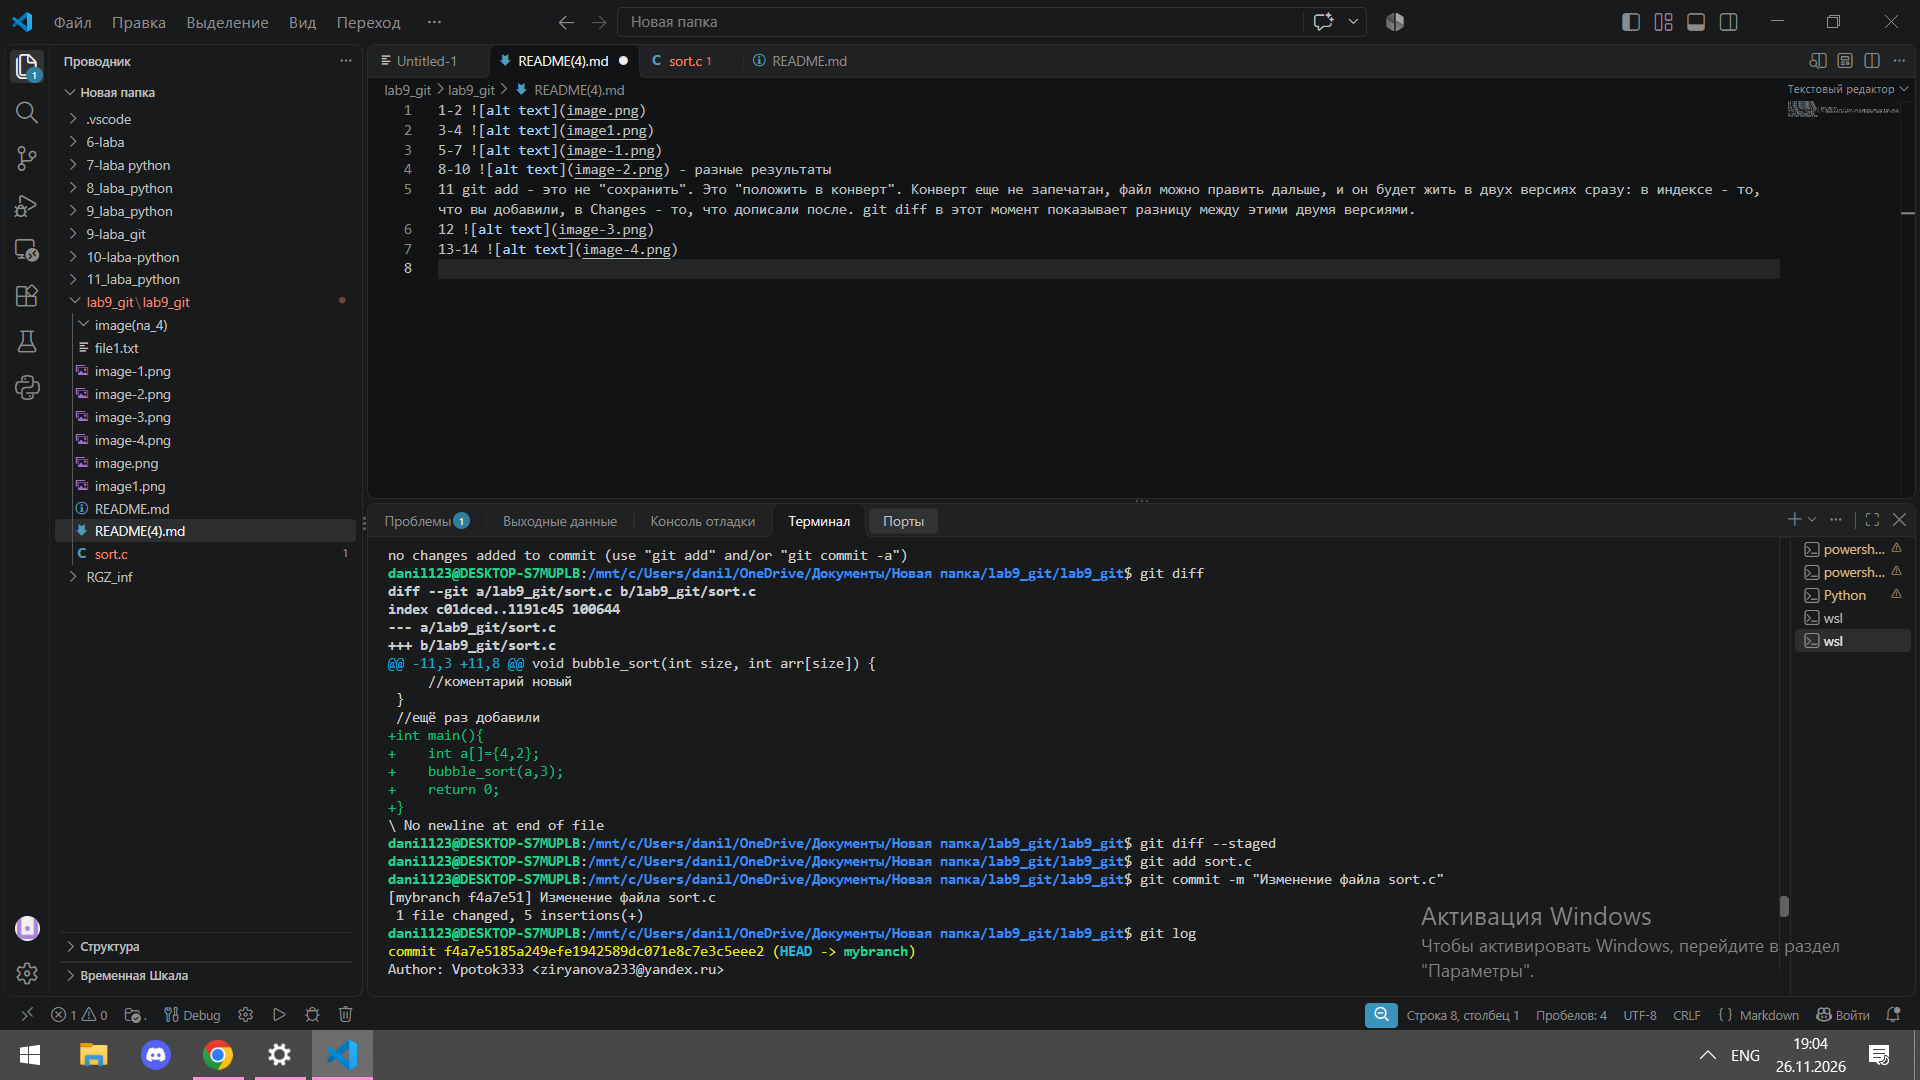 Файл Правка Выделение Вид Переход ··· Новая папка
Проводник
Новая папка
.vscode
6-laba
7-laba python
8_laba_python
9_laba_python
9-laba_git
10-laba-python
11_laba_python
lab9_git\lab9_git
image(na_4)
file1.txt
image-1.png
image-2.png
image-3.png
image-4.png
image.png
image1.png
README.md
README(4).md
sort.c 1
RGZ_inf
Структура
Временная Шкала
Untitled-1 README(4).md sort.c 1 README.md
lab9_git > lab9_git > README(4).md
Текстовый редактор
1 1-2 ![alt text](image.png)
2 3-4 ![alt text](image1.png)
3 5-7 ![alt text](image-1.png)
4 8-10 ![alt text](image-2.png) - разные результаты
5 11 git add - это не "сохранить". Это "положить в конверт". Конверт еще не запечатан, файл можно править дальше, и он будет жить в двух версиях сразу: в индексе - то,
что вы добавили, в Changes - то, что дописали после. git diff в этот момент показывает разницу между этими двумя версиями.
6 12 ![alt text](image-3.png)
7 13-14 ![alt text](image-4.png)
8
Проблемы 1 Выходные данные Консоль отладки Терминал Порты
no changes added to commit (use "git add" and/or "git commit -a")
danil123@DESKTOP-S7MUPLB:/mnt/c/Users/danil/OneDrive/Документы/Новая папка/lab9_git/lab9_git$ git diff
diff --git a/lab9_git/sort.c b/lab9_git/sort.c
index c01dced..1191c45 100644
--- a/lab9_git/sort.c
+++ b/lab9_git/sort.c
@@ -11,3 +11,8 @@ void bubble_sort(int size, int arr[size]) {
//коментарий новый
}
//ещё раз добавили
+int main(){
+    int a[]={4,2};
+    bubble_sort(a,3);
+    return 0;
+}
\ No newline at end of file
danil123@DESKTOP-S7MUPLB:/mnt/c/Users/danil/OneDrive/Документы/Новая папка/lab9_git/lab9_git$ git diff --staged
danil123@DESKTOP-S7MUPLB:/mnt/c/Users/danil/OneDrive/Документы/Новая папка/lab9_git/lab9_git$ git add sort.c
danil123@DESKTOP-S7MUPLB:/mnt/c/Users/danil/OneDrive/Документы/Новая папка/lab9_git/lab9_git$ git commit -m "Изменение файла sort.c"
[mybranch f4a7e51] Изменение файла sort.c
1 file changed, 5 insertions(+)
danil123@DESKTOP-S7MUPLB:/mnt/c/Users/danil/OneDrive/Документы/Новая папка/lab9_git/lab9_git$ git log
commit f4a7e5185a249efe1942589dc071e8c7e3c5eee2 (HEAD -> mybranch)
Author: Vpotok333 <ziryanova233@yandex.ru>
powersh...
powersh...
Python
wsl
wsl
Активация Windows
Чтобы активировать Windows, перейдите в раздел
"Параметры".
1 0 Debug Строка 8, столбец 1 Пробелов: 4 UTF-8 CRLF { } Markdown Войти
ENG 19:04
26.11.2026